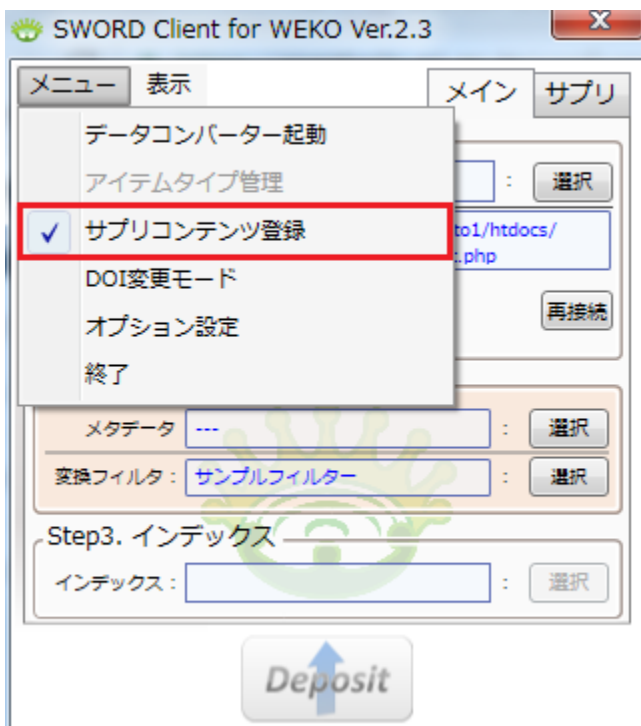 SWORD Client for WEKO Ver.2.3
メニュー 表示
メイン サプリ
データコンバーター起動
アイテムタイプ管理
: 選択
サプリコンテンツ登録
to1/htdocs/
.php
DOI変更モード
オプション設定
再接続
終了
メタデータ --- : 選択
変換フィルタ : サンプルフィルター : 選択
Step3. インデックス
インデックス : : 選択
Deposit